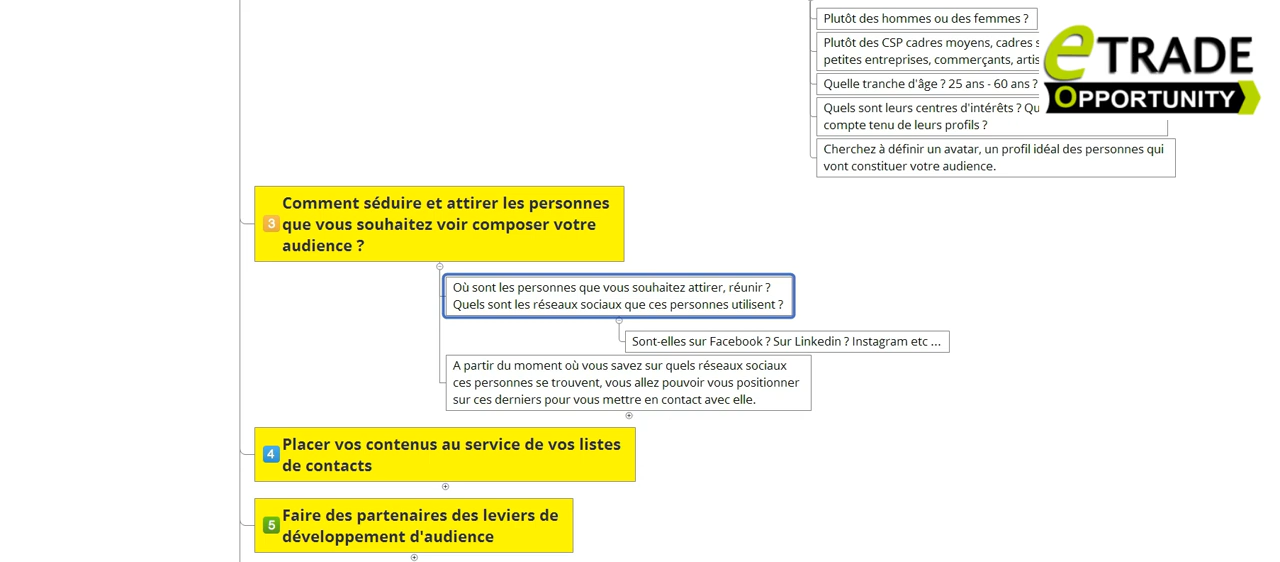 Plutôt des hommes ou des femmes ?
Plutôt des CSP cadres moyens, cadres
petites entreprises, commerçants,
Quelle tranche d'âge ? 25 ans - 60 ans ?
Quels sont leurs centres d'intérêts ?
compte tenu de leurs profils ?
Cherchez à définir un avatar, un profil idéal des personnes qui
vont constituer votre audience.
eTRADE
OPPORTUNITY
3
Comment séduire et attirer les personnes
que vous souhaitez voir composer votre
audience ?
Où sont les personnes que vous souhaitez attirer, réunir ?
Quels sont les réseaux sociaux que ces personnes utilisent ?
Sont-elles sur Facebook ? Sur Linkedin ? Instagram etc ...
A partir du moment où vous savez sur quels réseaux sociaux
ces personnes se trouvent, vous allez pouvoir vous positionner
sur ces derniers pour vous mettre en contact avec elle.
4
Placer vos contenus au service de vos listes
de contacts
5
Faire des partenaires des leviers de
développement d'audience